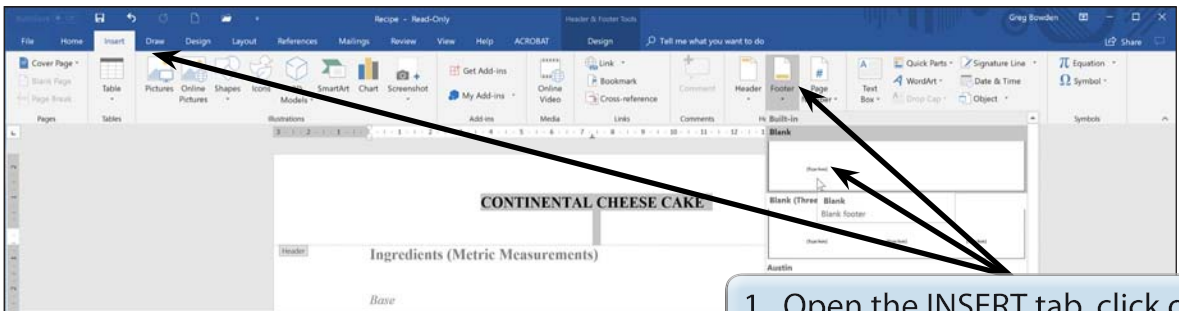 Recipe - Read-Only
Header & Footer Tools
Greg Bowden
File Home Insert Draw Design Layout References Mailings Review View Help ACROBAT Design Tell me what you want to do
Share
Cover Page
Blank Page
Page Break
Table
Pictures
Online Pictures
Shapes
Icons
3D Models
SmartArt
Chart
Screenshot
Get Add-ins
My Add-ins
Online Video
Link
Bookmark
Cross-reference
Comment
Header
Footer
Page
Text Box
Quick Parts
WordArt
Drop Cap
Signature Line
Date & Time
Object
Equation
Symbol
Pages Tables Illustrations Add-ins Media Links Comments Symbols
Built-in
Blank
[Type here]
Blank (Three
Blank
Blank footer
Austin
CONTINENTAL CHEESE CAKE
Header
Ingredients (Metric Measurements)
Base
1 Open the INSERT tab, click